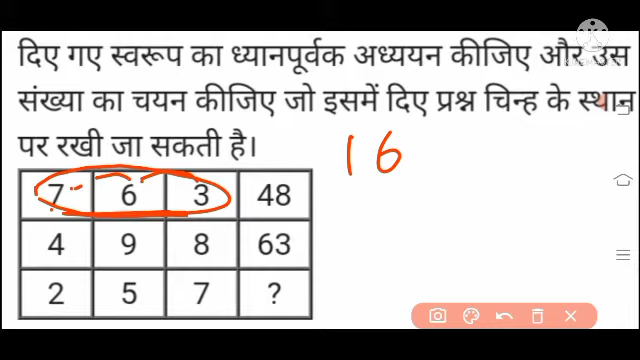 दिए गए स्वरूप का ध्यानपूर्वक अध्ययन कीजिए और उस
संख्या का चयन कीजिए जो इसमें दिए प्रश्न चिन्ह के स्थान
पर रखी जा सकती है।
16
7 6 3 48
4 9 8 63
2 5 7 ?